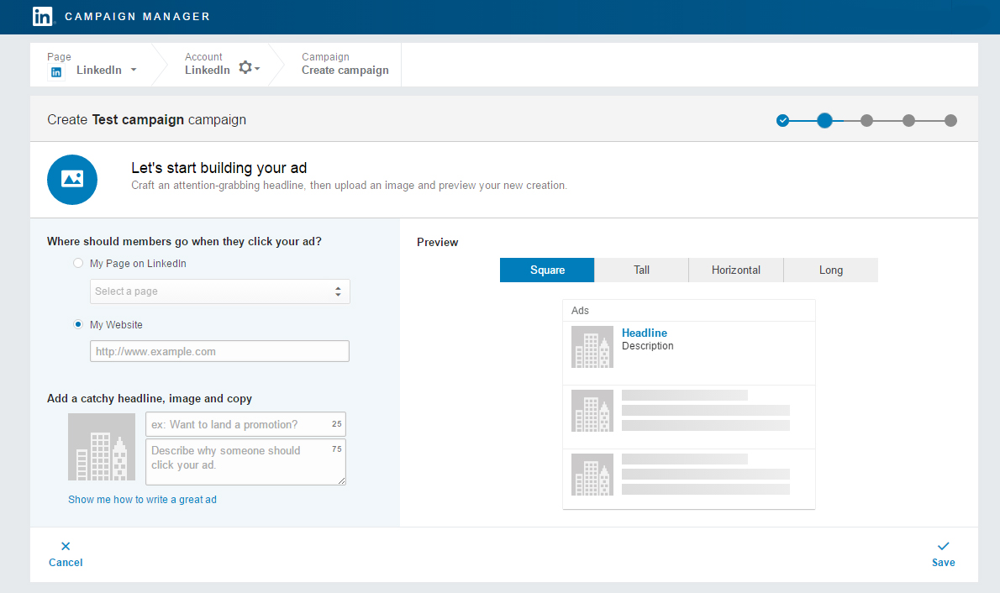 in CAMPAIGN MANAGER
Page
in LinkedIn
Account
LinkedIn
Campaign
Create campaign
Create Test campaign campaign
Let's start building your ad
Craft an attention-grabbing headline, then upload an image and preview your new creation.
Where should members go when they click your ad?
My Page on LinkedIn
Select a page
My Website
http://www.example.com
Add a catchy headline, image and copy
ex: Want to land a promotion? 25
Describe why someone should 75
click your ad.
Show me how to write a great ad
Preview
Square Tall Horizontal Long
Ads
Headline
Description
Cancel
Save